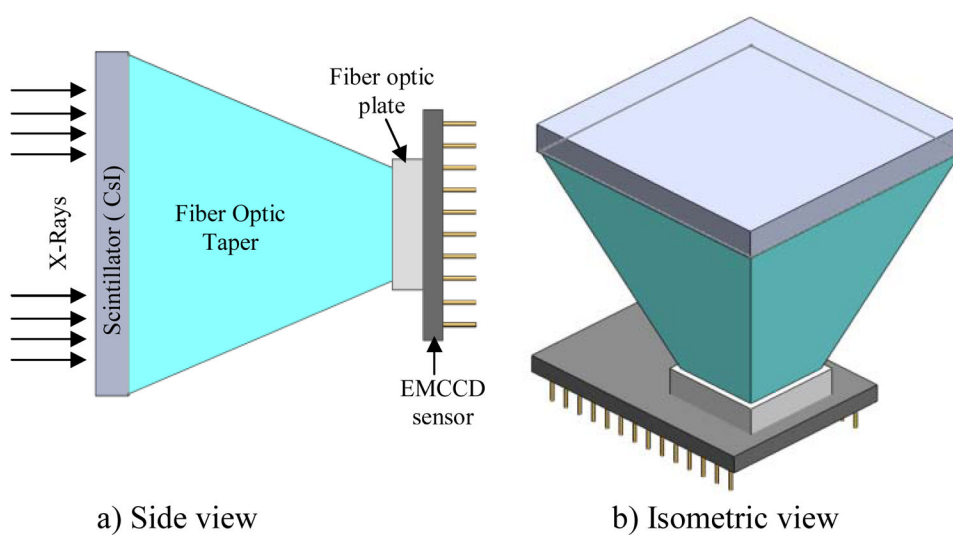 Fiber optic
plate
X-Rays
Scintillator ( CsI)
Fiber Optic
Taper
EMCCD
sensor
a) Side view
b) Isometric view